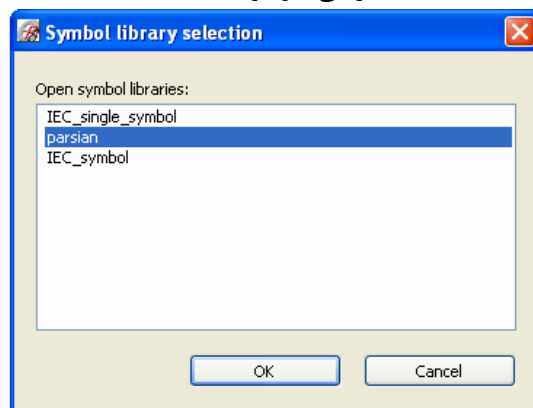 Symbol library selection
Open symbol libraries:
IEC_single_symbol
parsian
IEC_symbol
OK
Cancel